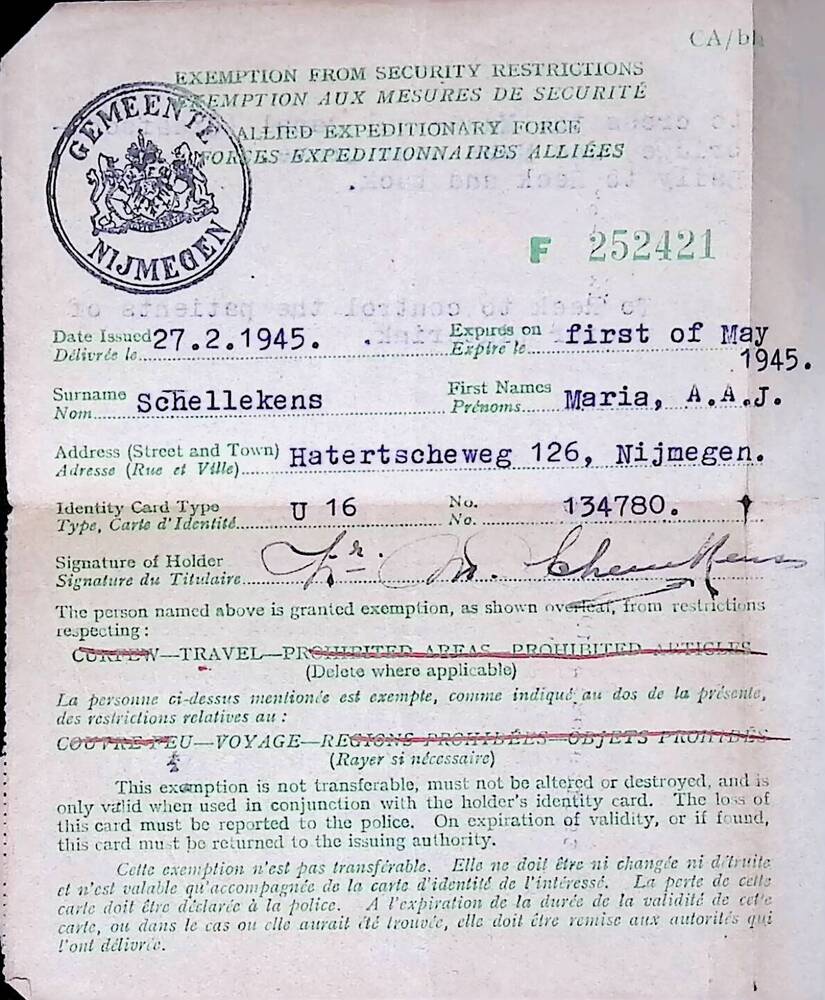 CA/bh
EXEMPTION FROM SECURITY RESTRICTIONS
EXEMPTION AUX MESURES DE SECURITÉ
ALLIED EXPEDITIONARY FORCE
FORCES EXPEDITIONNAIRES ALLIÉES
GEMEENTE
NIJMEGEN
F 252421
Date Issued 27.2.1945. Expires on first of May
Délivrée le Expire le 1945.
Surname Schellekens First Names Maria, A.A.J.
Nom Prénoms
Address (Street and Town) Hatertscheweg 126, Nijmegen.
Adresse (Rue et Ville)
Identity Card Type U 16 No. 134780.
Type, Carte d'Identité No.
Signature of Holder
Signature du Titulaire
The person named above is granted exemption, as shown overleaf, from restrictions
respecting:
CURFEW—TRAVEL—PROHIBITED AREAS—PROHIBITED ARTICLES
(Delete where applicable)
La personne ci-dessus mentionée est exempte, comme indiqué au dos de la présente,
des restrictions relatives au :
COUVRE-FEU—VOYAGE—REGIONS PROHIBÉES—OBJETS PROHIBÉS
(Rayer si nécessaire)
This exemption is not transferable, must not be altered or destroyed, and is
only valid when used in conjunction with the holder's identity card. The loss of
this card must be reported to the police. On expiration of validity, or if found,
this card must be returned to the issuing authority.
Cette exemption n'est pas transférable. Elle ne doit être ni changée ni détruite
et n'est valable qu'accompagnée de la carte d'identité de l'intéressé. La perte de cette
carte doit être déclarée à la police. A l'expiration de la durée de la validité de cette
carte, ou dans le cas ou elle aurait été trouvée, elle doit être remise aux autorités qui
l'ont délivrée.